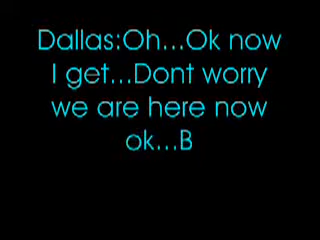 Dallas:Oh...Ok now
I get...Dont worry
we are here now
ok...B